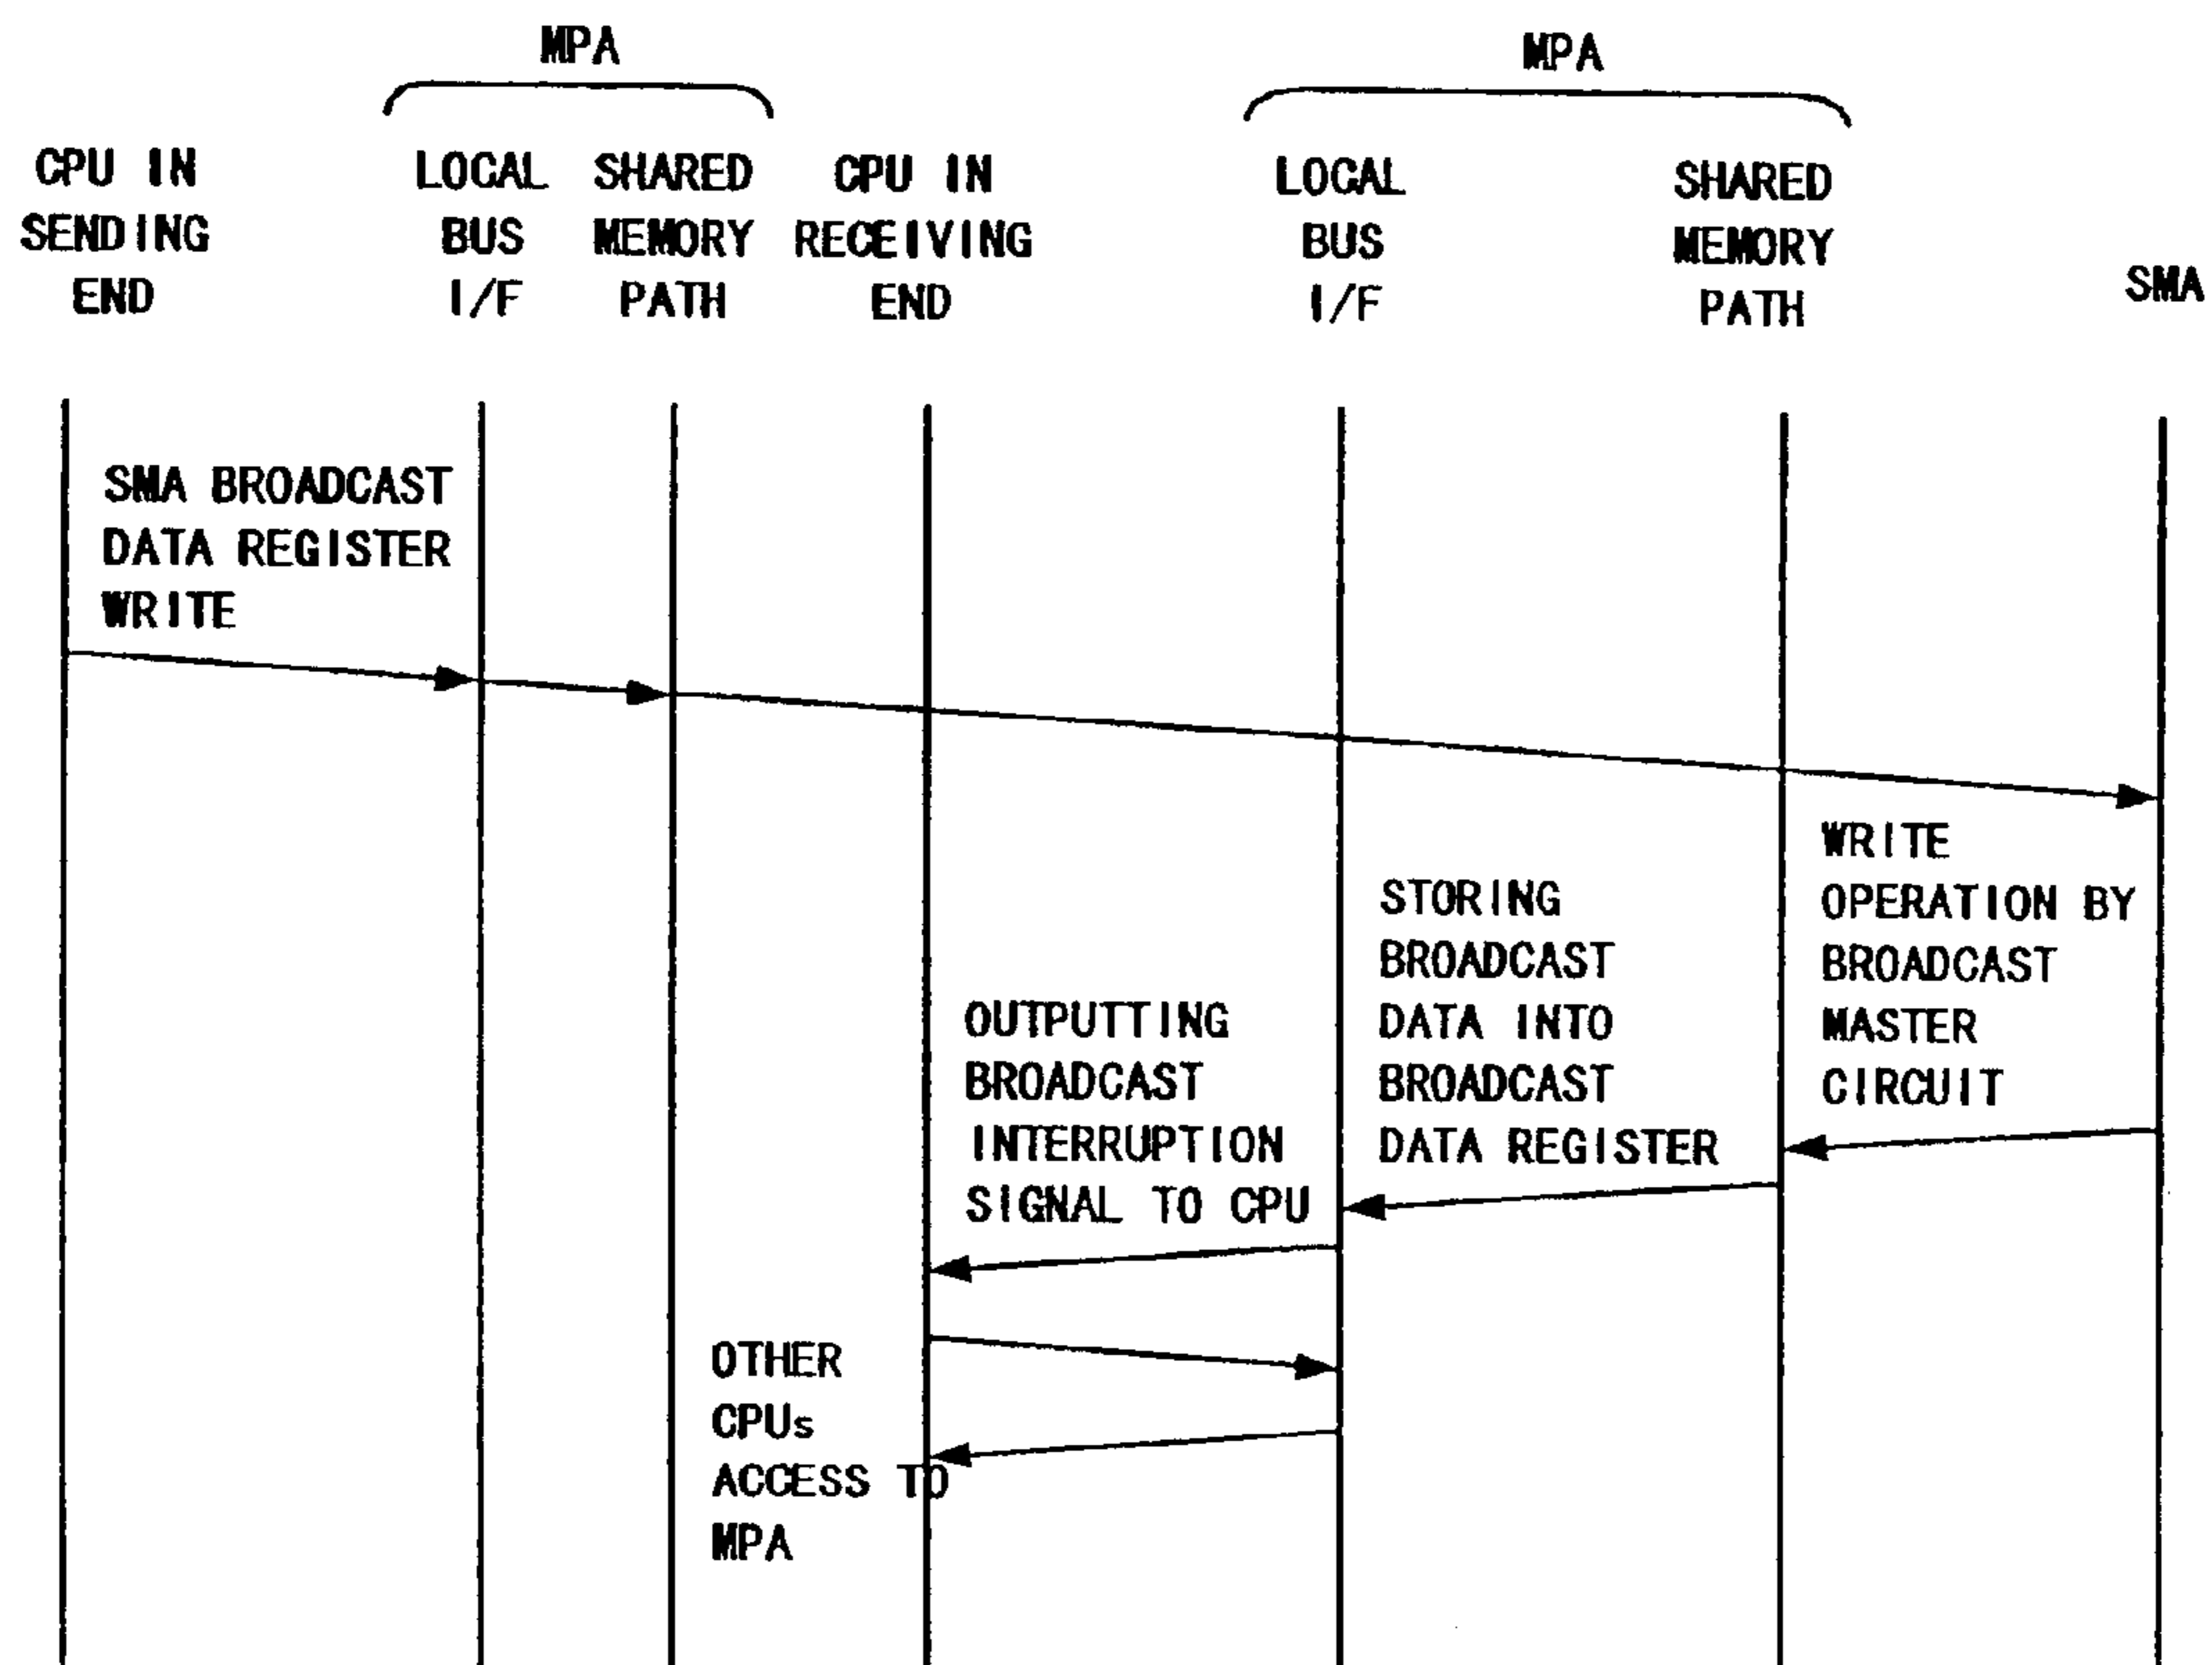 MPA
MPA
CPU IN
SENDING
END
LOCAL
BUS
I/F
SHARED
MEMORY
PATH
CPU IN
RECEIVING
END
LOCAL
BUS
I/F
SHARED
MEMORY
PATH
SMA
SMA BROADCAST
DATA REGISTER
WRITE
WRITE
OPERATION BY
BROADCAST
MASTER
CIRCUIT
STORING
BROADCAST
DATA INTO
BROADCAST
DATA REGISTER
OUTPUTTING
BROADCAST
INTERRUPTION
SIGNAL TO CPU
OTHER
CPUs
ACCESS TO
MPA